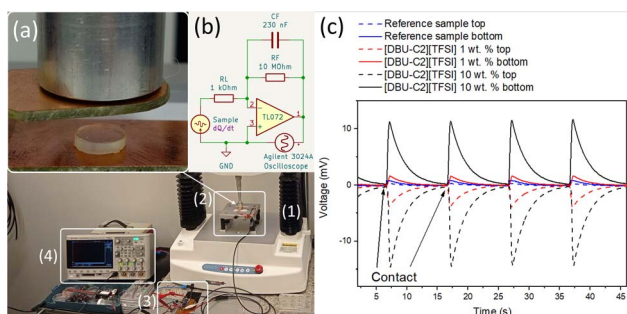 (a)
(b)
CF
230 nF
RF
10 MOhm
RL
1 kOhm
2
3
1
TL072
Sample
dQ/dt
+
GND
Agilent 3024A
Oscilloscope
(2)
(1)
(4)
(3)
(c)
Reference sample top
Reference sample bottom
[DBU-C2][TFSI] 1 wt. % top
[DBU-C2][TFSI] 1 wt. % bottom
[DBU-C2][TFSI] 10 wt. % top
[DBU-C2][TFSI] 10 wt. % bottom
Voltage (mV)
10
0
-10
Contact
5 10 15 20 25 30 35 40 45
Time (s)